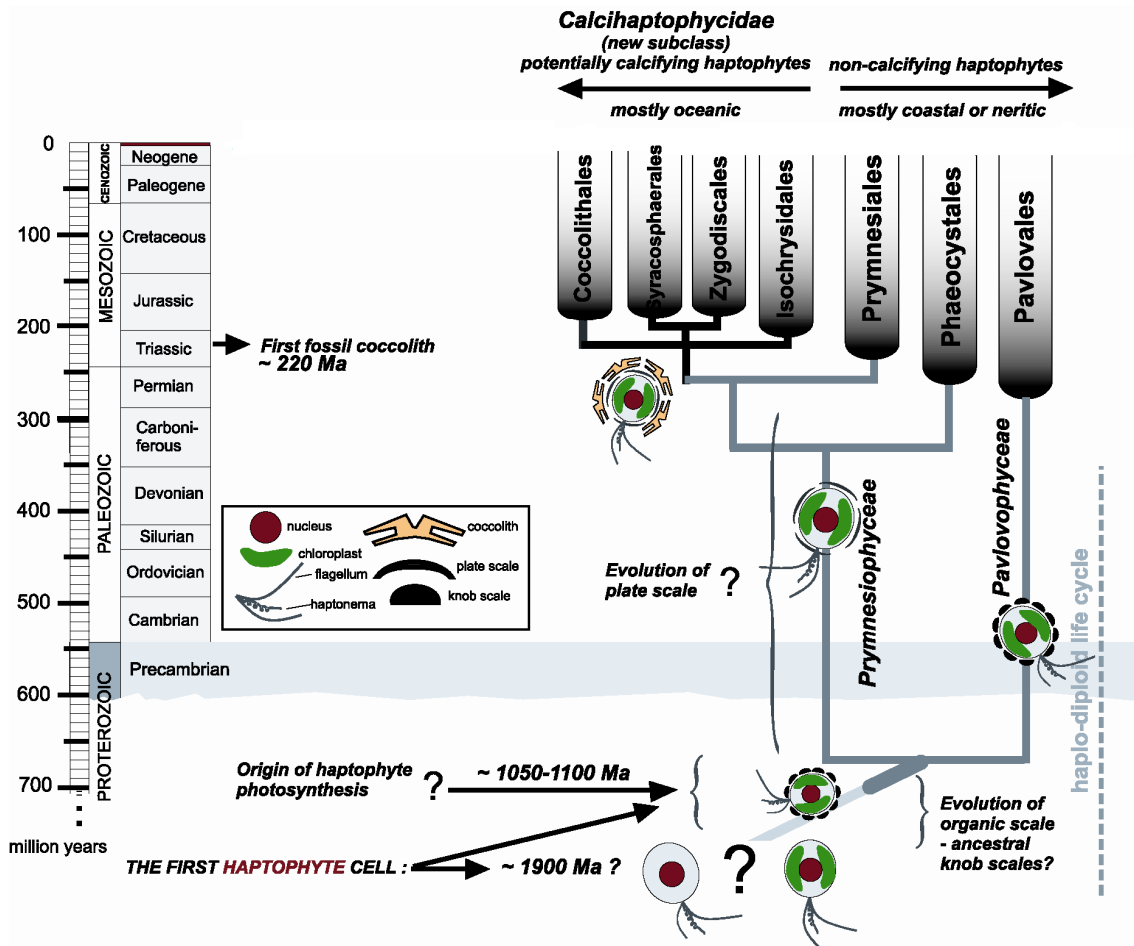 Calcihaptophycidae
(new subclass)
potentially calcifying haptophytes
non-calcifying haptophytes
mostly oceanic
mostly coastal or neritic
0
100
200
300
400
500
600
700
million years
CENOZOIC
MESOZOIC
PALEOZOIC
PROTEROZOIC
Neogene
Paleogene
Cretaceous
Jurassic
Triassic
Permian
Carboni-
ferous
Devonian
Silurian
Ordovician
Cambrian
Precambrian
First fossil coccolith
~ 220 Ma
Coccolithales
Syracosphaerales
Zygodiscales
Isochrysidales
Prymnesiales
Phaeocystales
Pavlovales
nucleus
chloroplast
flagellum
haptonema
coccolith
plate scale
knob scale
Evolution of
plate scale ?
Prymnesiophyceae
Pavlovophyceae
haplo-diploid life cycle
Origin of haptophyte
photosynthesis
?
~ 1050-1100 Ma
THE FIRST HAPTOPHYTE CELL :
~ 1900 Ma ?
?
Evolution of
organic scale
- ancestral
knob scales?